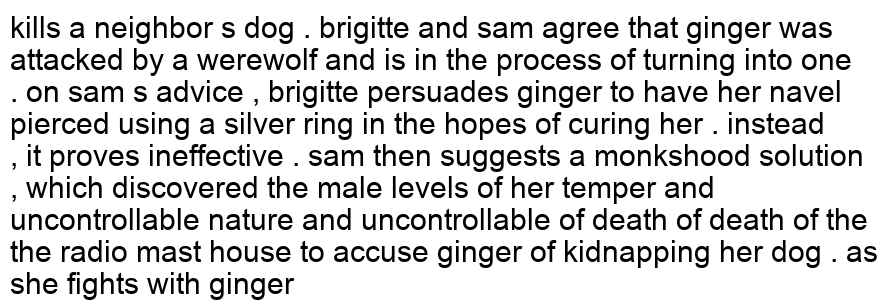 kills a neighbor s dog . brigitte and sam agree that ginger was
attacked by a werewolf and is in the process of turning into one
. on sam s advice , brigitte persuades ginger to have her navel
pierced using a silver ring in the hopes of curing her . instead
, it proves ineffective . sam then suggests a monkshood solution
, which discovered the male levels of her temper and
uncontrollable nature and uncontrollable of death of death of the
the radio mast house to accuse ginger of kidnapping her dog . as
she fights with ginger